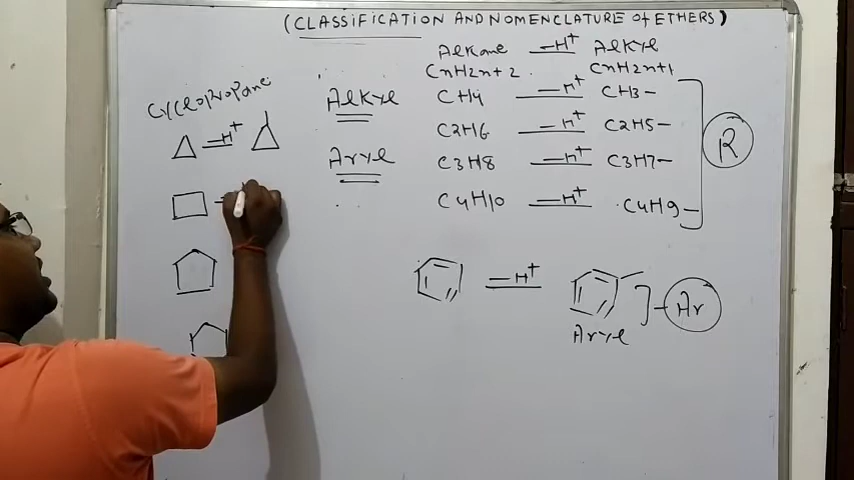 (CLASSIFICATION AND NOMENCLATURE of ETHERS)
Alkane —H+ Alkyl
CnH2n+2 CnH2n+1
Alkyl CH4 —H+ CH3–
C2H6 —H+ C2H5–
Aryl C3H8 —H+ C3H7–
C4H10 —H+ C4H9–
R
Cyclopropane
—H+
—H+
Aryl
Ar